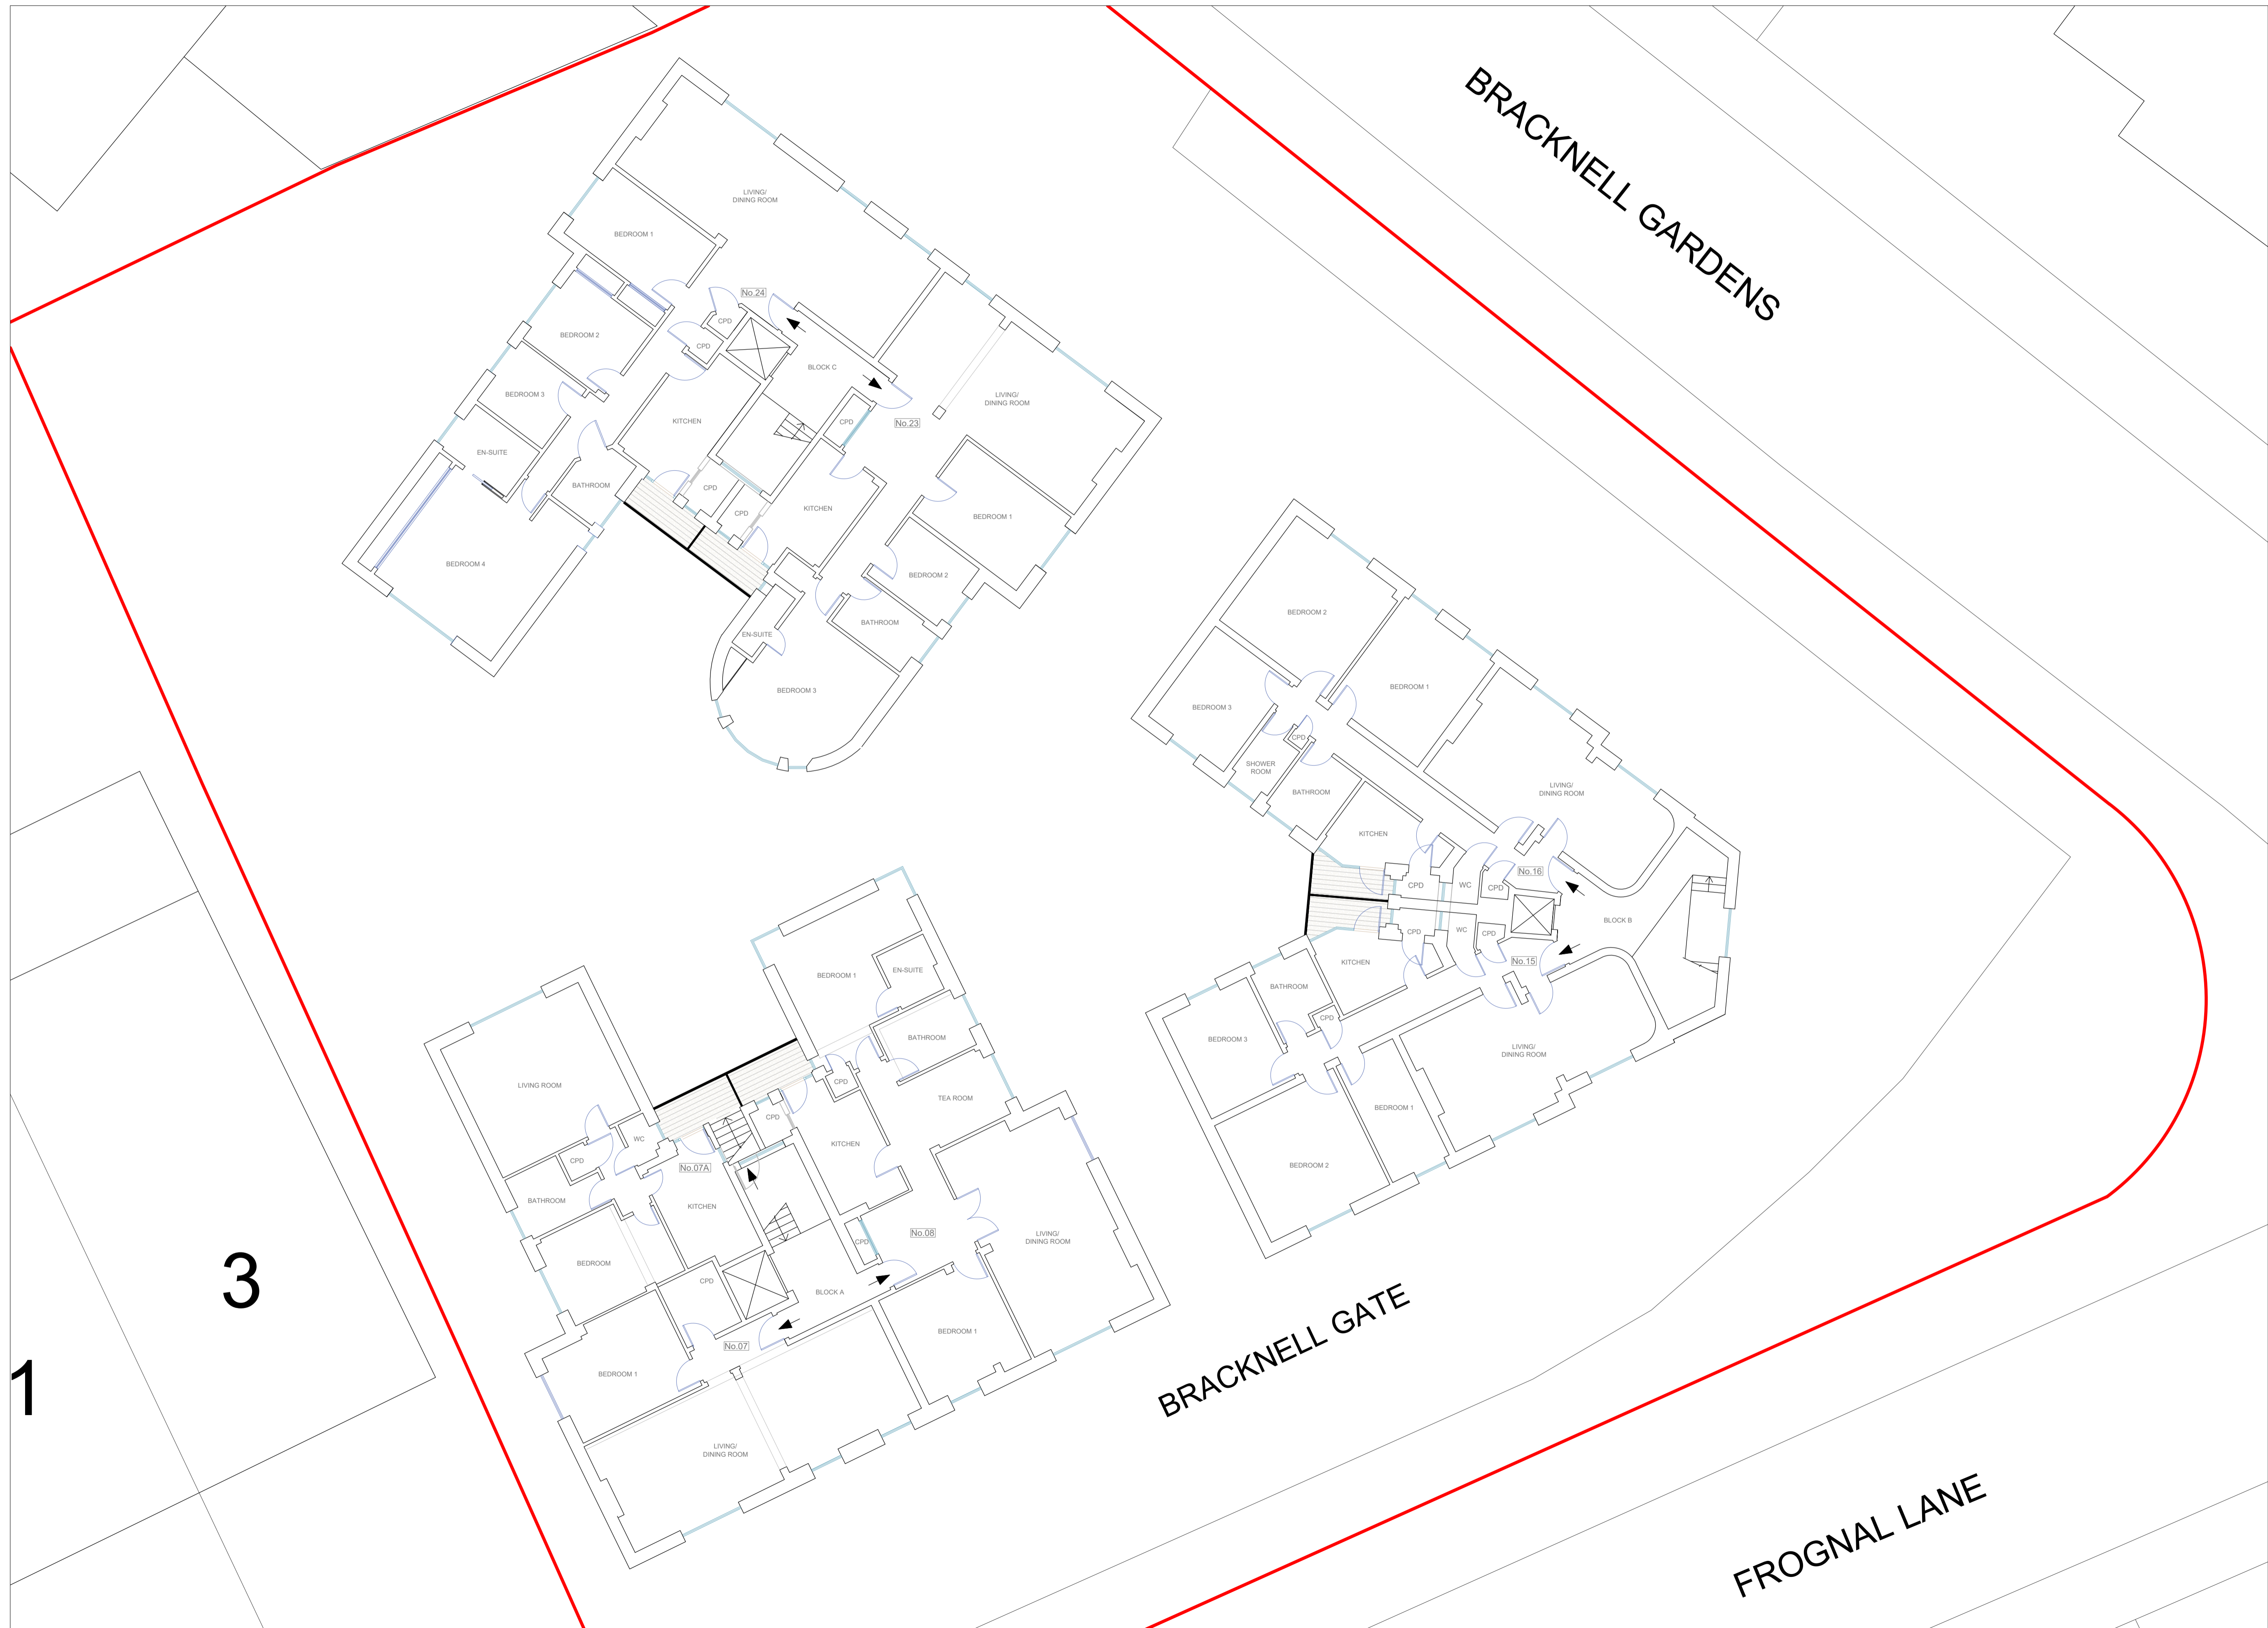 BRACKNELL GARDENS
LIVING/
DINING ROOM
BEDROOM 1
No.24
CPD
BEDROOM 2
CPD
BLOCK C
BEDROOM 3
KITCHEN
EN-SUITE
BATHROOM
CPD
CPD
BEDROOM 4
LIVING/
DINING ROOM
CPD
No.23
KITCHEN
BEDROOM 1
BEDROOM 2
BATHROOM
EN-SUITE
BEDROOM 3
BEDROOM 2
BEDROOM 1
BEDROOM 3
CPD
SHOWER
ROOM
BATHROOM
LIVING/
DINING ROOM
KITCHEN
No.16
CPD
WC
CPD
BLOCK B
CPD
WC
CPD
No.15
KITCHEN
BATHROOM
CPD
BEDROOM 3
LIVING/
DINING ROOM
BEDROOM 1
BEDROOM 2
BEDROOM 1
EN-SUITE
BATHROOM
CPD
TEA ROOM
CPD
KITCHEN
LIVING ROOM
WC
CPD
No.07A
BATHROOM
KITCHEN
No.08
CPD
LIVING/
DINING ROOM
BEDROOM
CPD
BLOCK A
BEDROOM 1
No.07
BEDROOM 1
LIVING/
DINING ROOM
3
1
BRACKNELL GATE
FROGNAL LANE